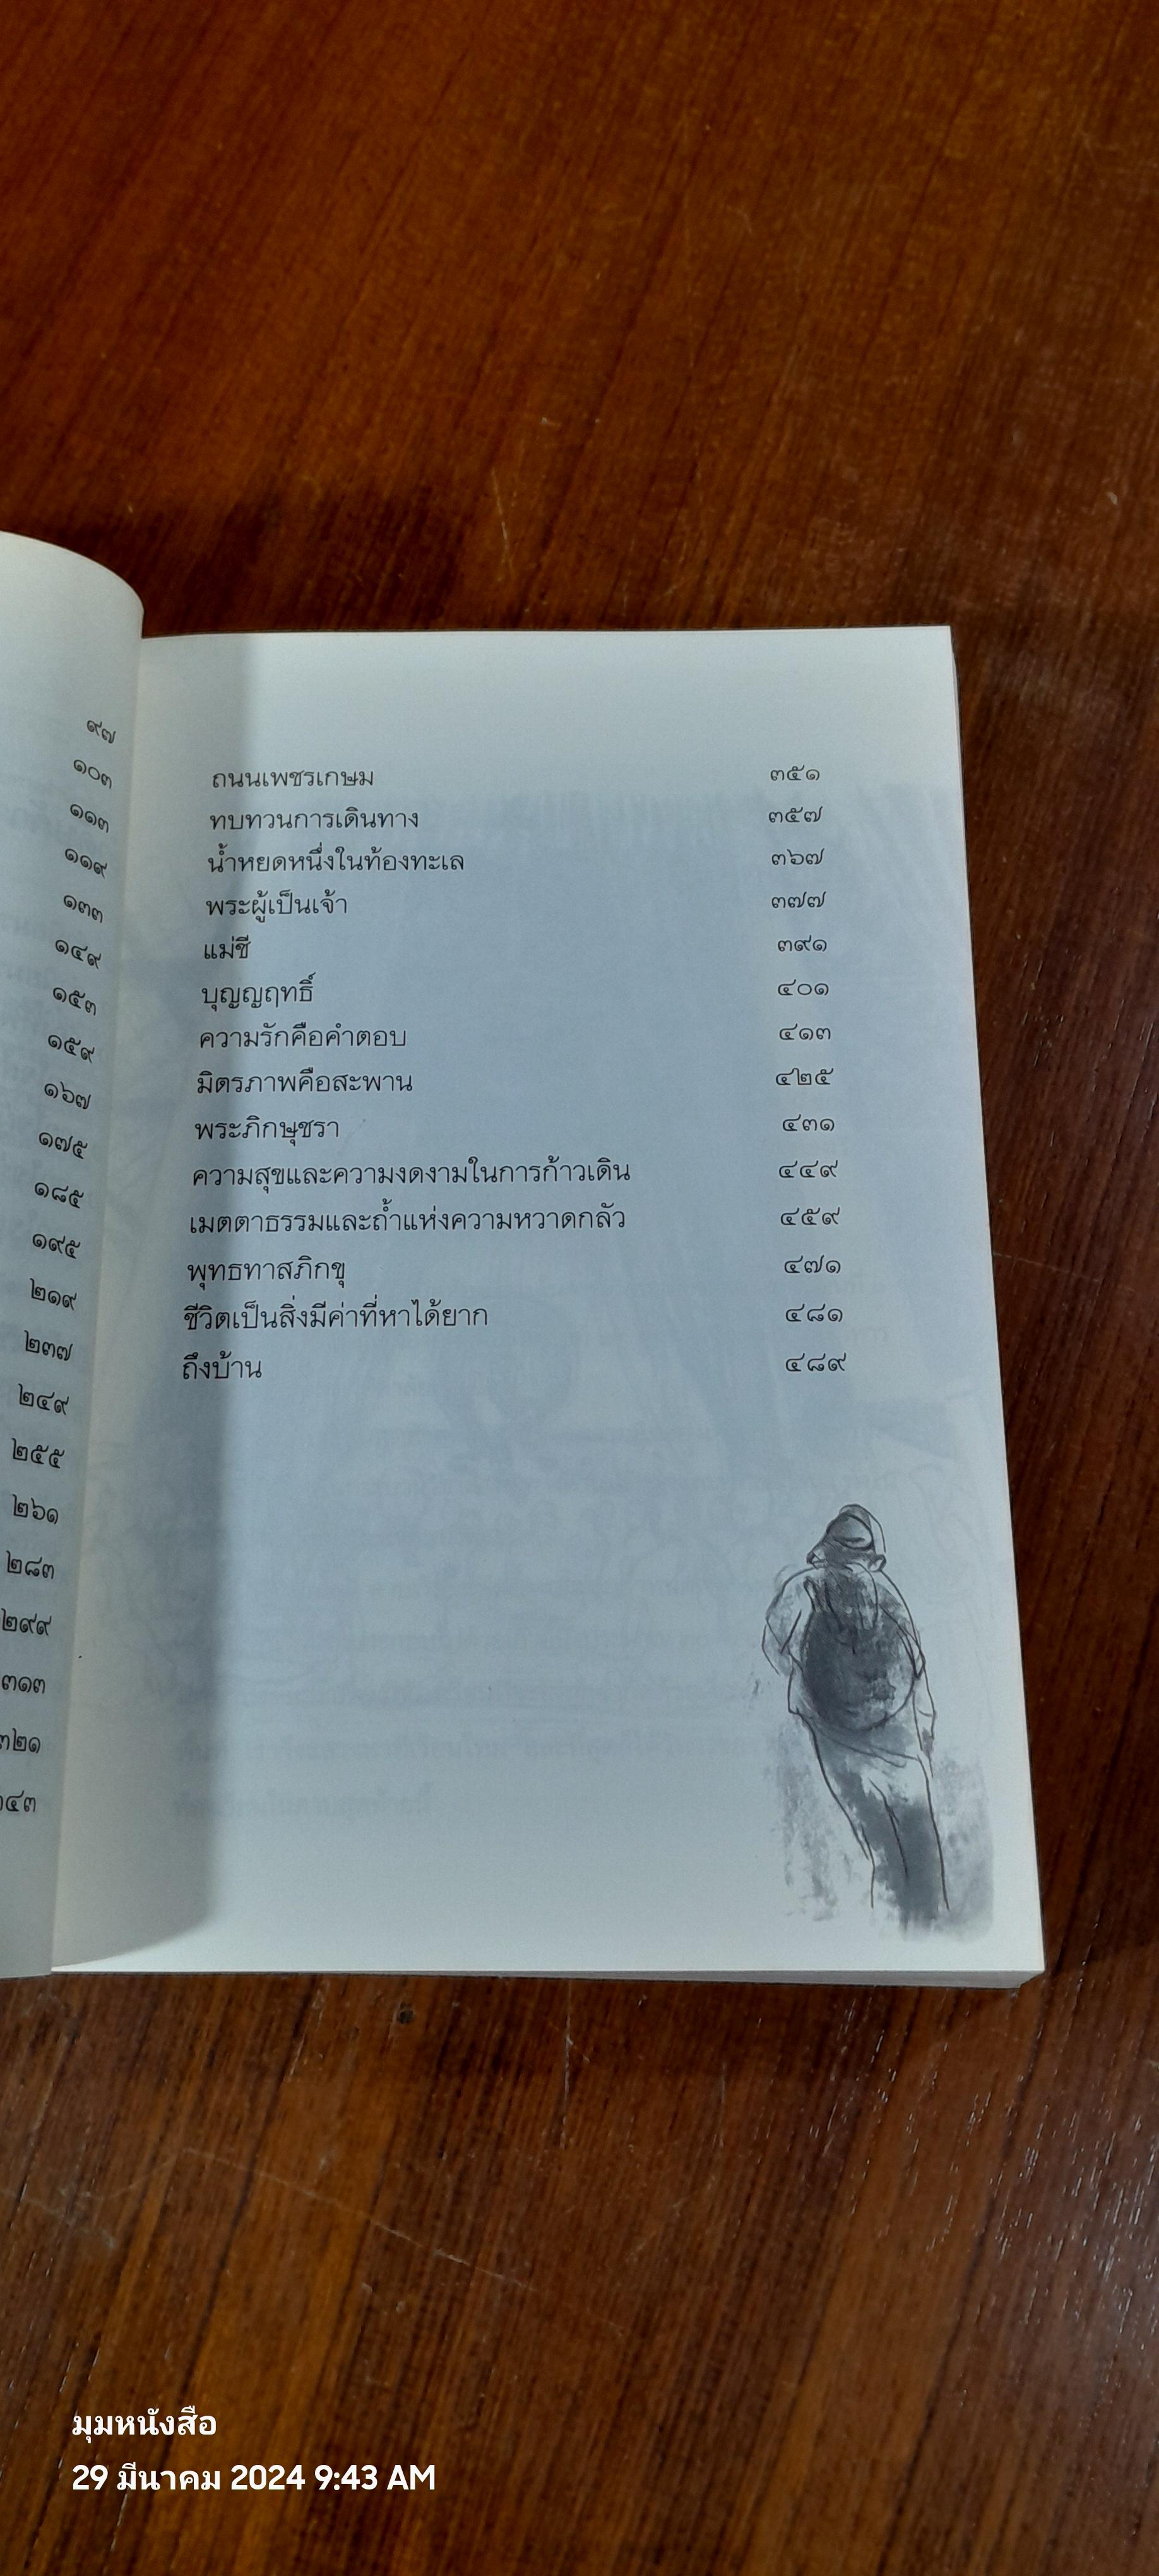 ๙๗
๑๐๓
๑๑๓
๑๑๙
๑๓๓
๑๔๙
๑๕๓
๑๕๙
๑๖๗
๑๗๕
๑๘๕
๑๙๕
๒๑๙
๒๓๗
๒๔๙
๒๕๕
๒๖๑
๒๘๓
๒๙๙
๓๑๓
๓๒๑
ถนนเพชรเกษม ๓๕๑
ทบทวนการเดินทาง ๓๕๗
น้ำหยดหนึ่งในท้องทะเล ๓๖๗
พระผู้เป็นเจ้า ๓๗๗
แม่ชี ๓๙๑
บุญญฤทธิ์ ๔๐๑
ความรักคือคำตอบ ๔๑๓
มิตรภาพคือสะพาน ๔๒๕
พระภิกษุชรา ๔๓๑
ความสุขและความงดงามในการก้าวเดิน ๔๔๙
เมตตาธรรมและถ้ำแห่งความหวาดกลัว ๔๕๙
พุทธทาสภิกขุ ๔๗๑
ชีวิตเป็นสิ่งมีค่าที่หาได้ยาก ๔๘๑
ถึงบ้าน ๔๘๙
มุมหนังสือ
29 มีนาคม 2024 9:43 AM